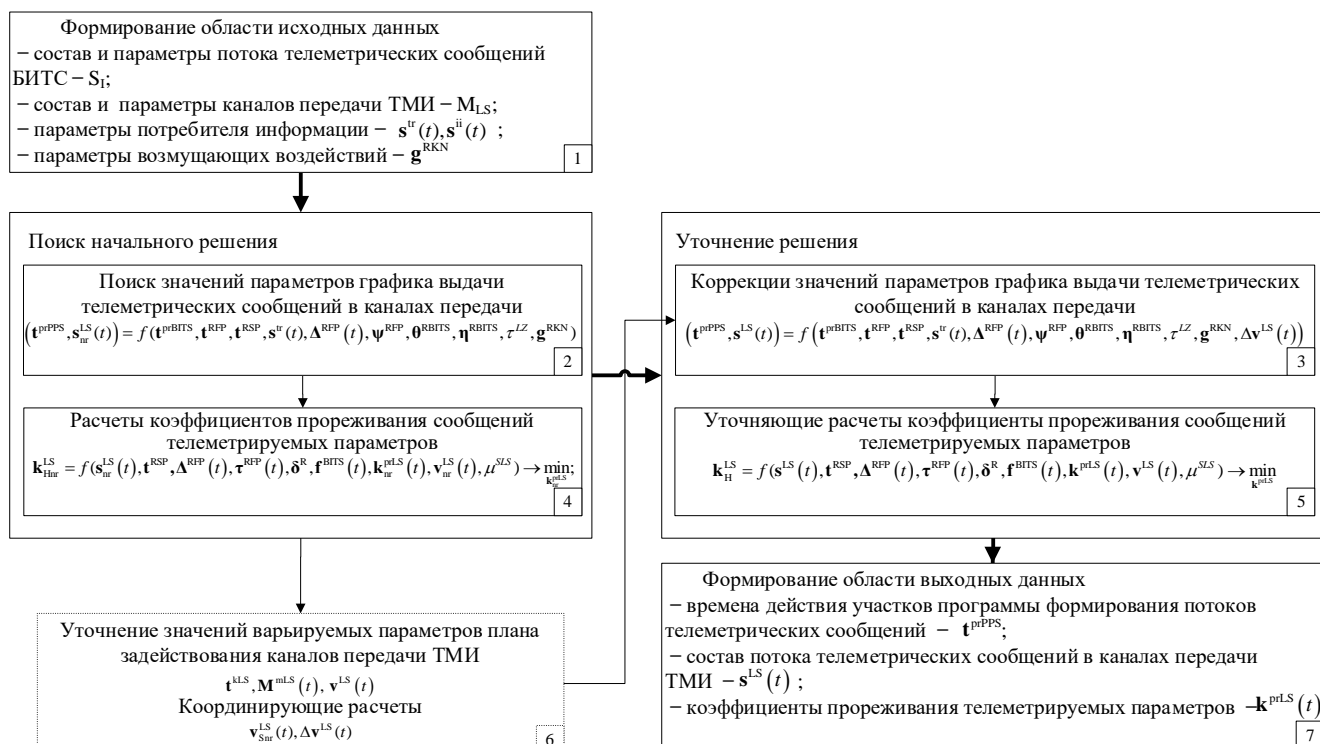 Формирование области исходных данных
– состав и параметры потока телеметрических сообщений
БИТС – S_I;
– состав и параметры каналов передачи ТМИ – M_LS;
– параметры потребителя информации – s^tr(t), s^ii(t) ;
– параметры возмущающих воздействий – g^RKN
1
Поиск начального решения
Поиск значений параметров графика выдачи
телеметрических сообщений в каналах передачи
(t^prPPS, s_nr^LS(t)) = f(t^prBITS, t^RFP, t^RSP, s^tr(t), Δ^RFP(t), ψ^RFP, θ^RBITS, η^RBITS, τ^LZ, g^RKN)
2
Расчеты коэффициентов прореживания сообщений
телеметрируемых параметров
k_Hnr^LS = f(s_nr^LS(t), t^RSP, Δ^RFP(t), τ^RFP(t), δ^R, f^BITS(t), k_nr^prLS(t), v_nr^LS(t), μ^SLS) → min;
k_nr^prLS
4
Уточнение значений варьируемых параметров плана
задействования каналов передачи ТМИ
t^kLS, M^mLS(t), v^LS(t)
Координирующие расчеты
v_Snr^LS(t), Δv^LS(t)
6
Уточнение решения
Коррекции значений параметров графика выдачи телеметрических
сообщений в каналах передачи
(t^prPPS, s^LS(t)) = f(t^prBITS, t^RFP, t^RSP, s^tr(t), Δ^RFP(t), ψ^RFP, θ^RBITS, η^RBITS, τ^LZ, g^RKN, Δv^LS(t))
3
Уточняющие расчеты коэффициенты прореживания сообщений
телеметрируемых параметров
k_H^LS = f(s^LS(t), t^RSP, Δ^RFP(t), τ^RFP(t), δ^R, f^BITS(t), k^prLS(t), v^LS(t), μ^SLS) → min
k^prLS
5
Формирование области выходных данных
– времена действия участков программы формирования потоков
телеметрических сообщений – t^prPPS;
– состав потока телеметрических сообщений в каналах передачи
ТМИ – s^LS(t) ;
– коэффициенты прореживания телеметрируемых параметров –k^prLS(t)
7